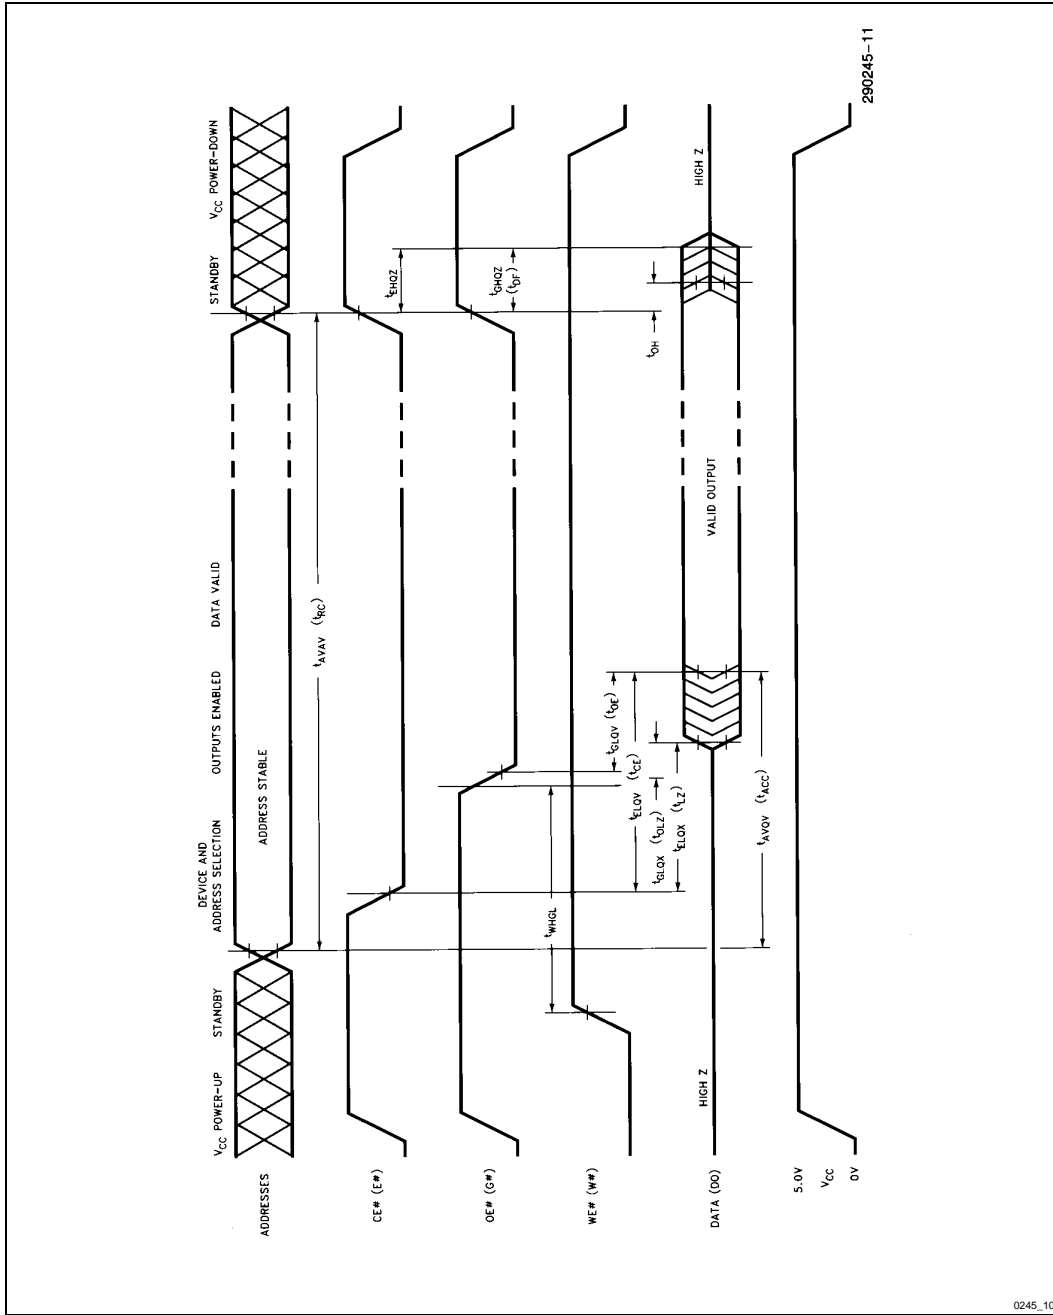 VCC POWER-UP
STANDBY
DEVICE AND
ADDRESS SELECTION
OUTPUTS ENABLED
DATA VALID
STANDBY
VCC POWER-DOWN
ADDRESSES
ADDRESS STABLE
tAVAV (tRC)
CE# (E#)
tEHQZ
OE# (G#)
tWHGL
tGHQZ
(tDF)
WE# (W#)
tGLQV (tOE)
tELQV (tCE)
tGLQX (tOLZ)
tELQX (tLZ)
tOH
DATA (DQ)
HIGH Z
VALID OUTPUT
HIGH Z
tAVQV (tACC)
5.0V
VCC
0V
290245-11
0245_10